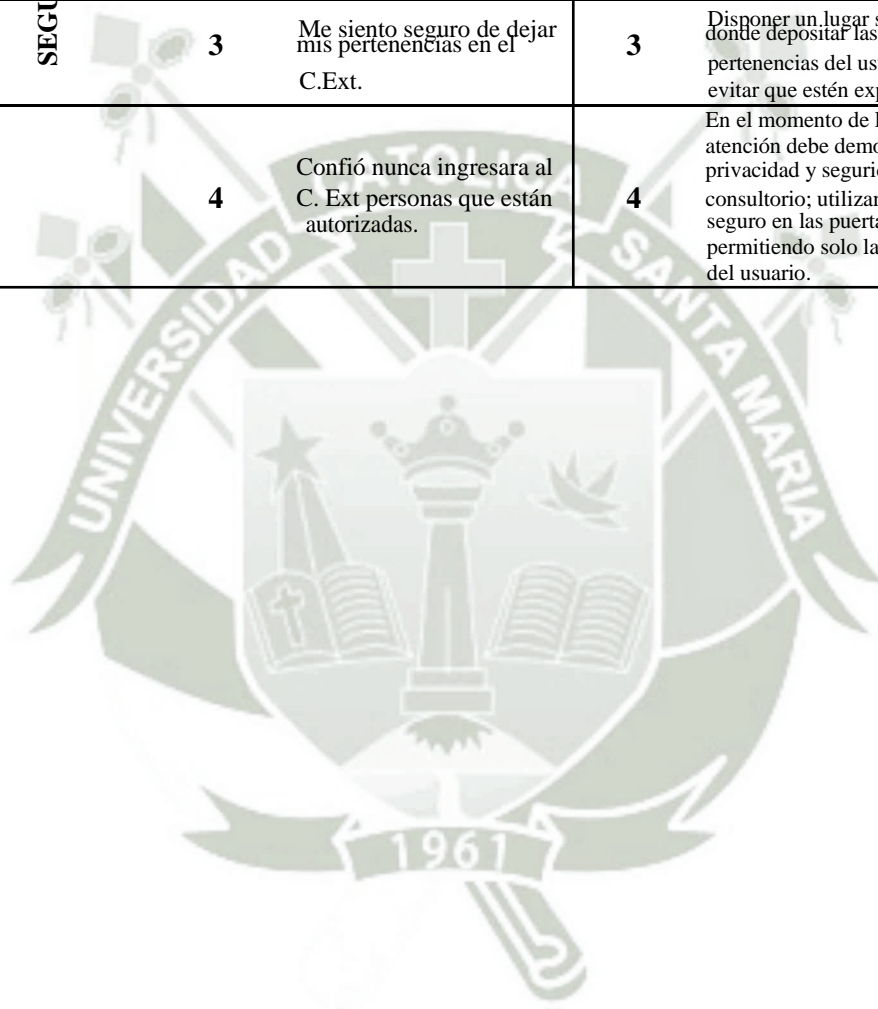 SEGU
3
Me siento seguro de dejar
mis pertenencias en el
C.Ext.
3
Disponer un lugar
donde depositar las
pertenencias del
evitar que estén
4
Confió nunca ingresara al
C. Ext personas que están
autorizadas.
4
En el momento de
atención debe
privacidad y
consultorio;
seguro en las
permitiendo solo la
del usuario.
UNIVERSIDAD CATOLICA SANTA MARIA
1961